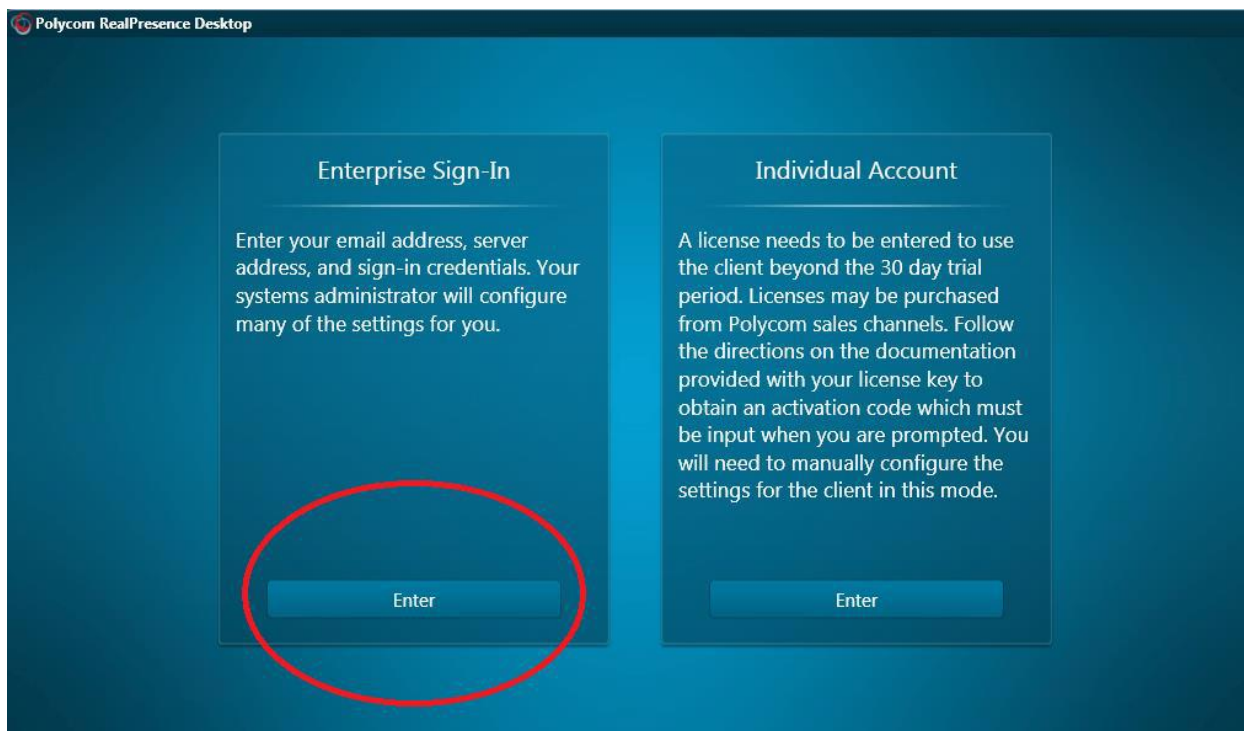 Polycom RealPresence Desktop
Enterprise Sign-In
Enter your email address, server
address, and sign-in credentials. Your
systems administrator will configure
many of the settings for you.
Enter
Individual Account
A license needs to be entered to use
the client beyond the 30 day trial
period. Licenses may be purchased
from Polycom sales channels. Follow
the directions on the documentation
provided with your license key to
obtain an activation code which must
be input when you are prompted. You
will need to manually configure the
settings for the client in this mode.
Enter